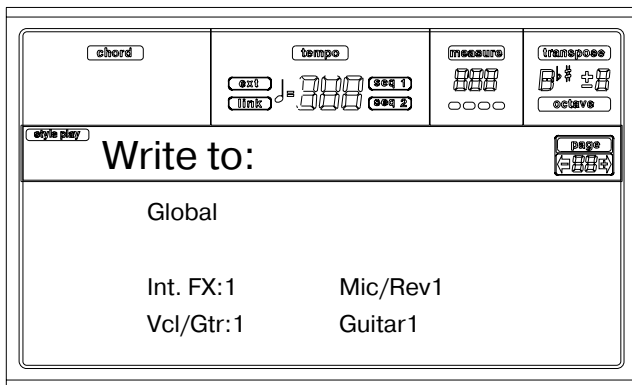 chord
tempo
measure
transpose
ext
seq 1
link
seq 2
octave
style play
Write to:
page
Global
Int. FX:1 Mic/Rev1
Vcl/Gtr:1 Guitar1